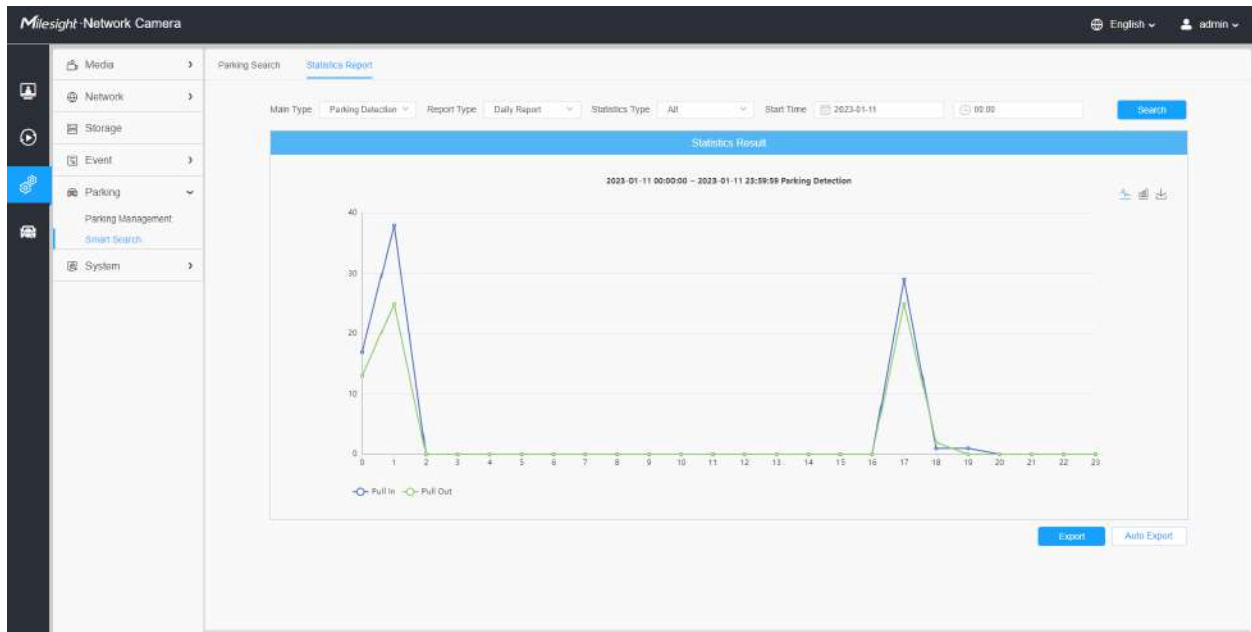 Milesight-Network Camera
English
admin
Media
Network
Storage
Event
Parking
Parking Management
Smart Search
System
Parking Search Statistics Report
Main Type Parking Detection Report Type Daily Report Statistics Type All Start Time 2023-01-11 00:00 Search
Statistics Result
2023-01-11 00:00:00 ~ 2023-01-11 23:59:59 Parking Detection
40
30
20
10
0
0 1 2 3 4 5 6 7 8 9 10 11 12 13 14 15 16 17 18 19 20 21 22 23
Pull In Pull Out
Export Auto Export